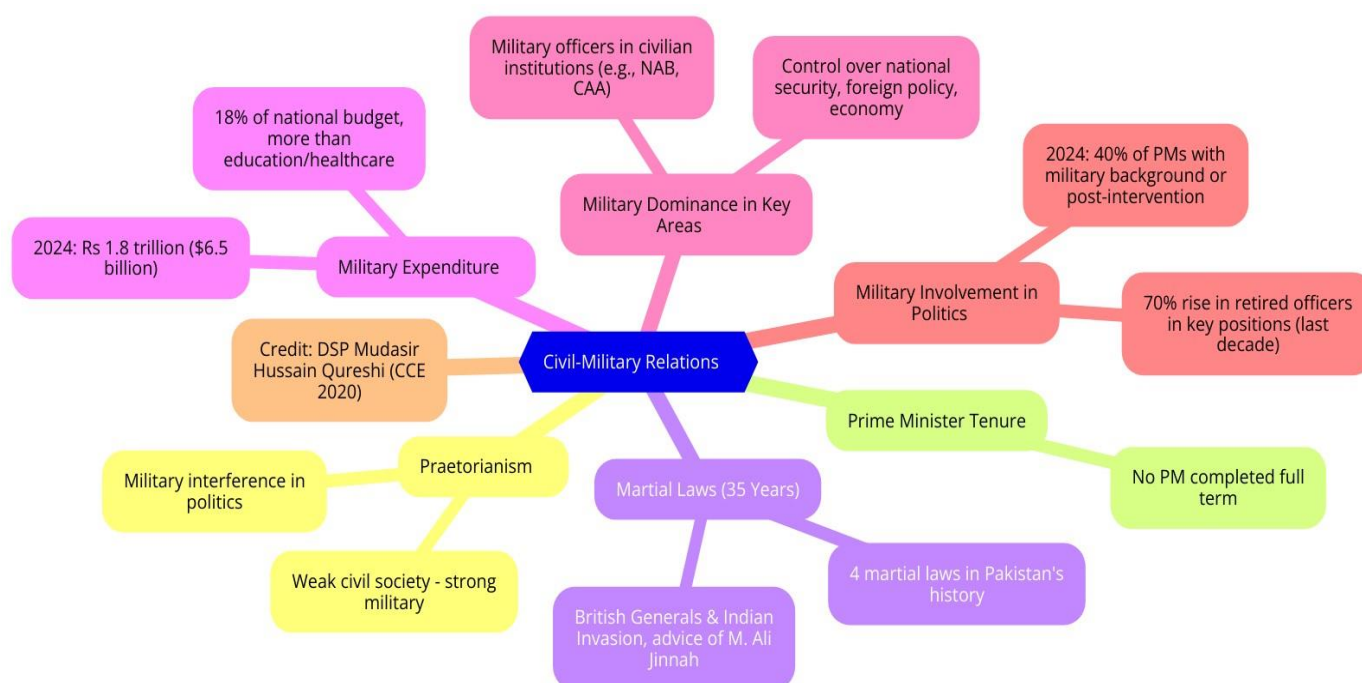 Military officers in civilian
institutions (e.g., NAB,
CAA)
Control over national
security, foreign policy,
economy
18% of national budget,
more than
education/healthcare
2024: 40% of PMs with
military background or
post-intervention
Military Dominance in Key
Areas
2024: Rs 1.8 trillion ($6.5
billion)
Military Expenditure
Military Involvement in
Politics
70% rise in retired officers
in key positions (last
decade)
Credit: DSP Mudasir
Hussain Qureshi (CCE
2020)
Civil-Military Relations
Prime Minister Tenure
No PM completed full
term
Praetorianism
Military interference in
politics
Martial Laws (35 Years)
Weak civil society - strong
military
4 martial laws in Pakistan's
history
British Generals & Indian
Invasion, advice of M. Ali
Jinnah